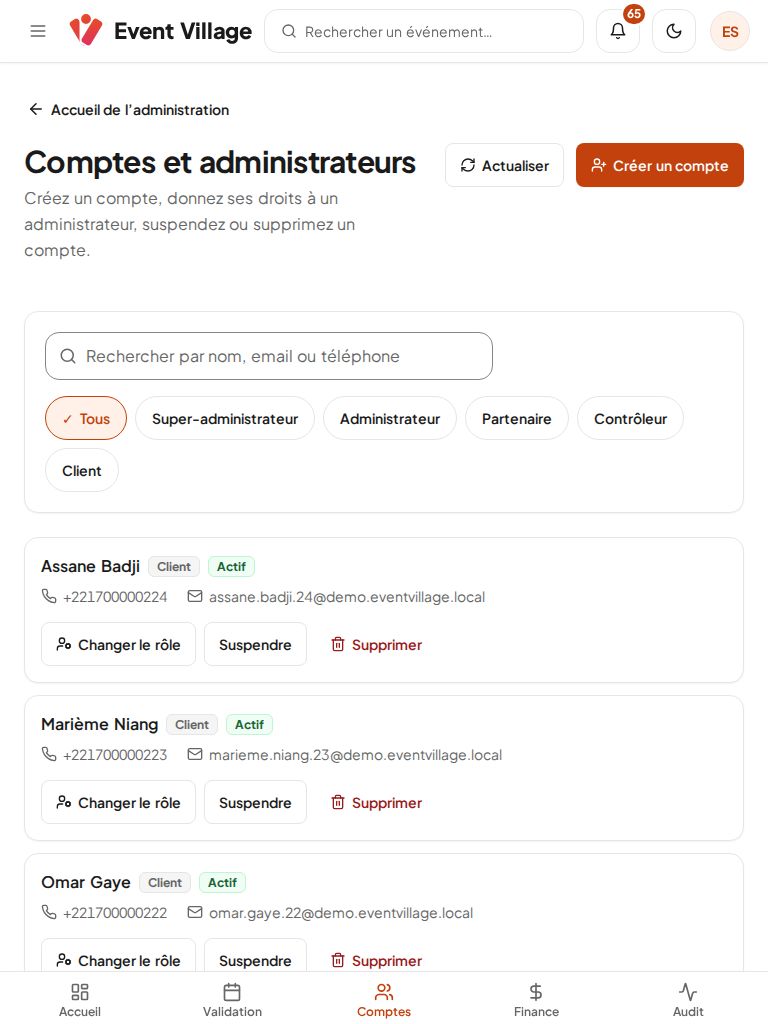 Event Village
Rechercher un événement...
65
ES
Accueil de l'administration
Comptes et administrateurs
Actualiser
Créer un compte
Créez un compte, donnez ses droits à un
administrateur, suspendez ou supprimez un
compte.
Rechercher par nom, email ou téléphone
✓ Tous
Super-administrateur
Administrateur
Partenaire
Contrôleur
Client
Assane Badji Client Actif
+221700000224 assane.badji.24@demo.eventvillage.local
Changer le rôle Suspendre Supprimer
Marième Niang Client Actif
+221700000223 marieme.niang.23@demo.eventvillage.local
Changer le rôle Suspendre Supprimer
Omar Gaye Client Actif
+221700000222 omar.gaye.22@demo.eventvillage.local
Changer le rôle Suspendre Supprimer
Accueil
Validation
Comptes
Finance
Audit